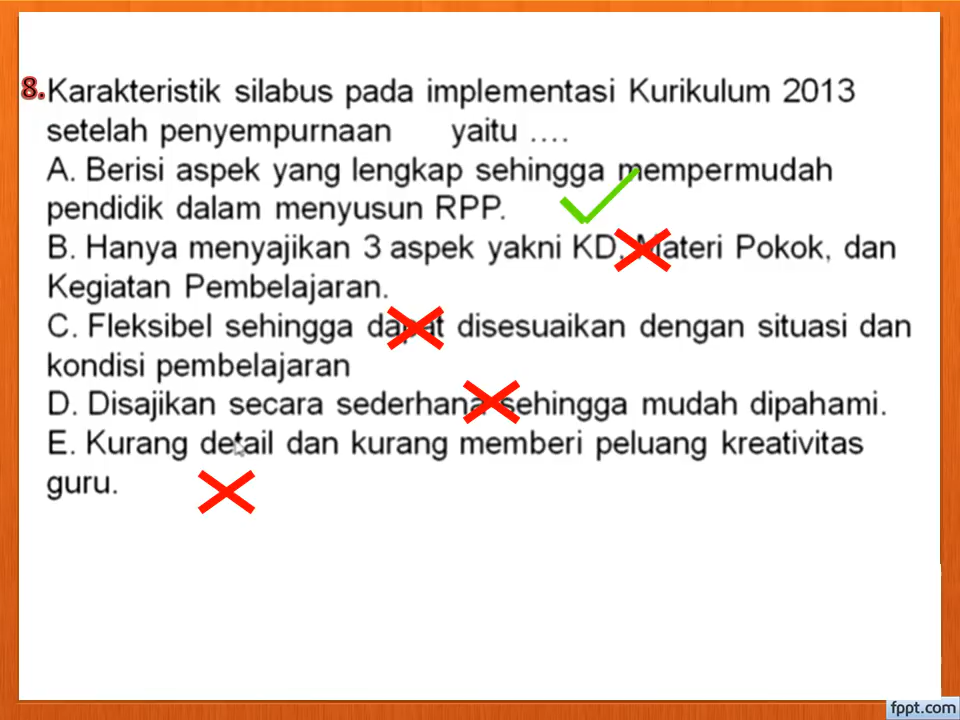 8. Karakteristik silabus pada implementasi Kurikulum 2013
setelah penyempurnaan yaitu ....
A. Berisi aspek yang lengkap sehingga mempermudah
pendidik dalam menyusun RPP.
B. Hanya menyajikan 3 aspek yakni KD, Materi Pokok, dan
Kegiatan Pembelajaran.
C. Fleksibel sehingga dapat disesuaikan dengan situasi dan
kondisi pembelajaran
D. Disajikan secara sederhana sehingga mudah dipahami.
E. Kurang detail dan kurang memberi peluang kreativitas
guru.
fppt.com